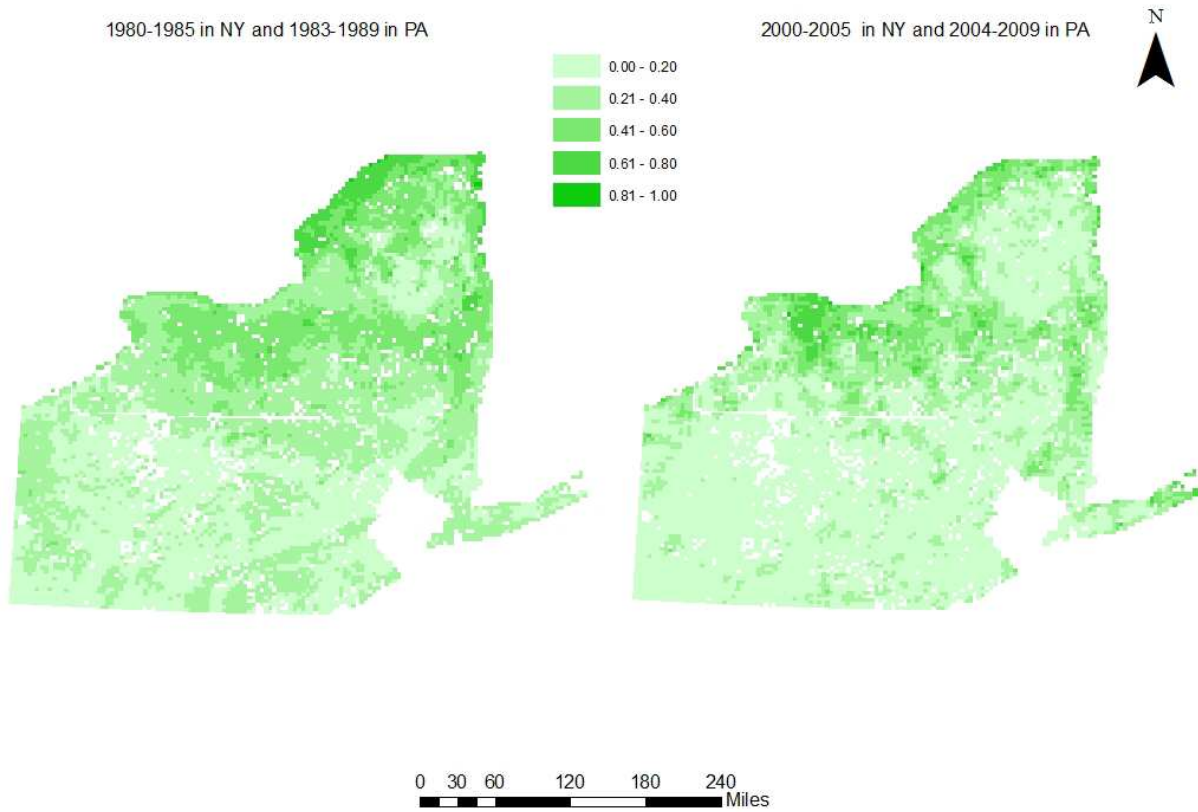 1980-1985 in NY and 1983-1989 in PA
2000-2005 in NY and 2004-2009 in PA
N
0.00 - 0.20
0.21 - 0.40
0.41 - 0.60
0.61 - 0.80
0.81 - 1.00
0 30 60 120 180 240
Miles